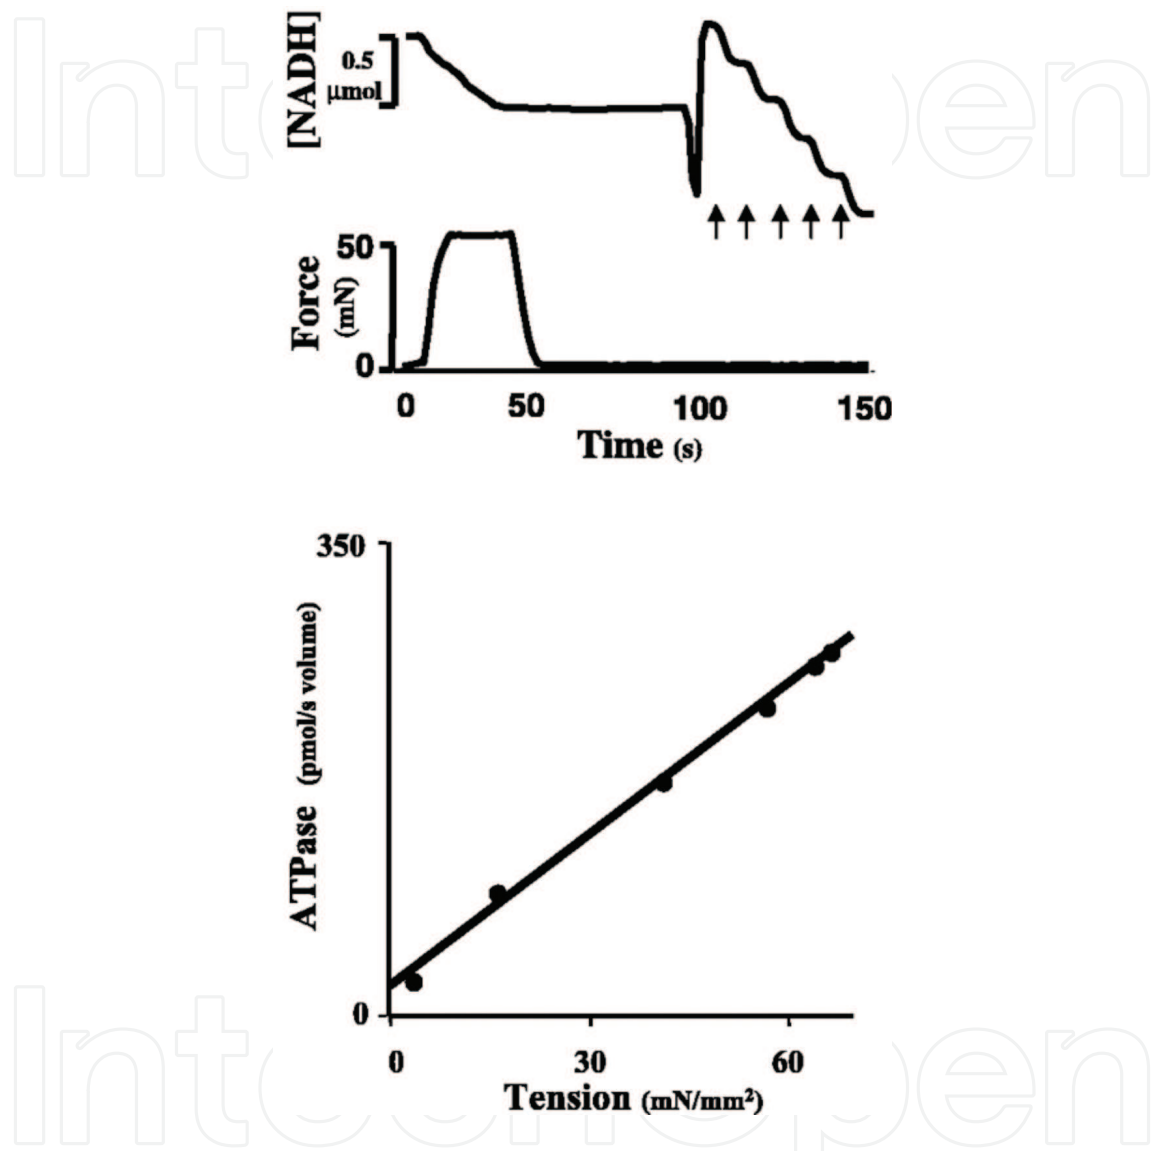 IntechOpen
[NADH]
0.5
μmol
50
Force
(mN)
0
0 50 100 150
Time (s)
350
ATPase (pmol/s volume)
0
0 30 60
Tension (mN/mm²)
IntechOpen